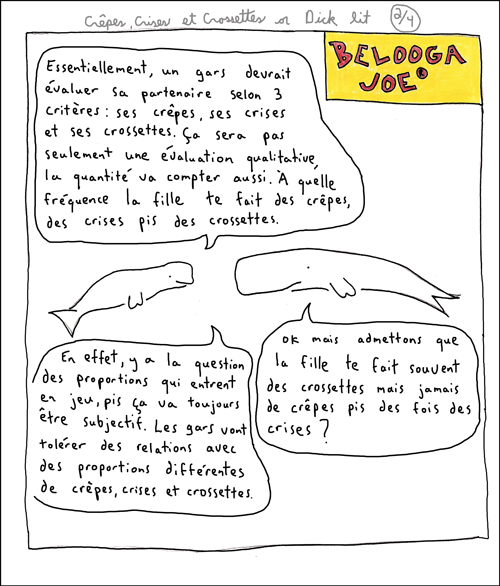 Crêpes, Crises et Crossettes or Dick lit 2/4
BELOOGA
JOE
Essentiellement, un gars devrait
évaluer sa partenaire selon 3
critères : ses crêpes, ses crises
et ses crossettes. Ça sera pas
seulement une évaluation qualitative,
la quantité va compter aussi. À quelle
fréquence la fille te fait des crêpes,
des crises pis des crossettes.
ok mais admettons que
la fille te fait souvent
des crossettes mais jamais
de crêpes pis des fois des
crises ?
En effet, y a la question
des proportions qui entrent
en jeu, pis ça va toujours
être subjectif. Les gars vont
tolérer des relations avec
des proportions différentes
de crêpes, crises et crossettes.